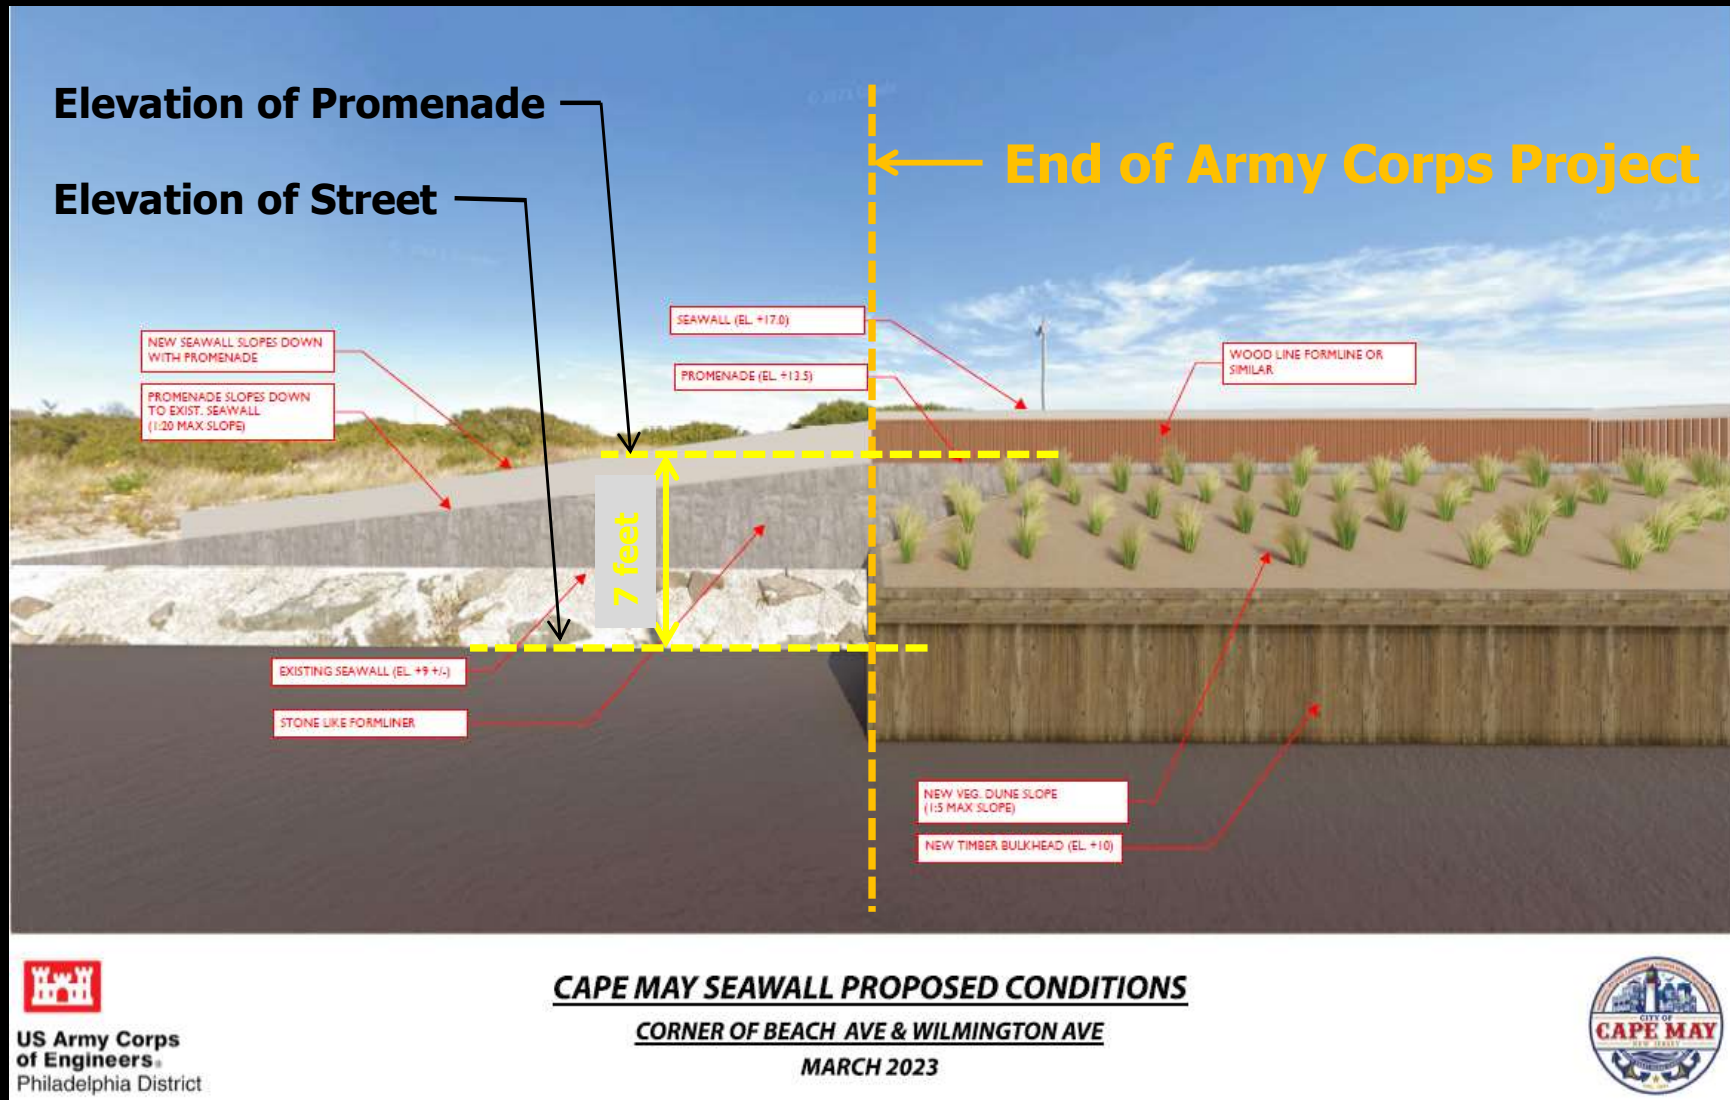 Elevation of Promenade
Elevation of Street
End of Army Corps Project
NEW SEAWALL SLOPES DOWN
WITH PROMENADE
PROMENADE SLOPES DOWN
TO EXIST. SEAWALL
(1:20 MAX SLOPE)
SEAWALL (EL. +17.0)
PROMENADE (EL. +13.5)
WOOD LINE FORMLINE OR
SIMILAR
7 feet
EXISTING SEAWALL (EL. +9 +/-)
STONE LIKE FORMLINER
NEW VEG. DUNE SLOPE
(1:5 MAX SLOPE)
NEW TIMBER BULKHEAD (EL. +10)
US Army Corps
of Engineers®
Philadelphia District
CAPE MAY SEAWALL PROPOSED CONDITIONS
CORNER OF BEACH AVE & WILMINGTON AVE
MARCH 2023
CITY OF
CAPE MAY
NEW JERSEY